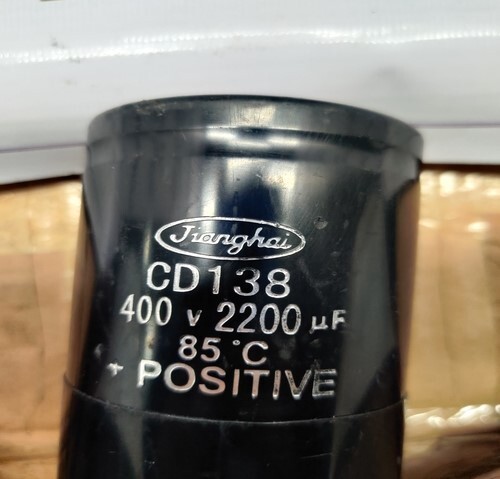 Jianghai
CD138
400 v 2200 µF
85°C
+ POSITIVE